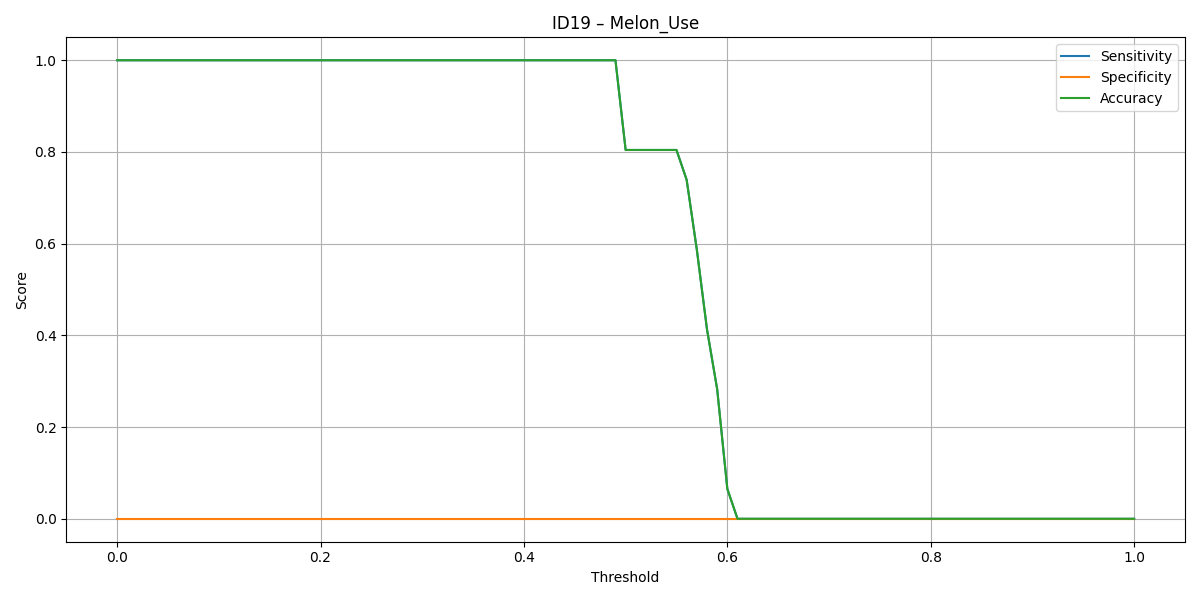 ID19 – Melon_Use
Sensitivity
Specificity
Accuracy
Score
1.0
0.8
0.6
0.4
0.2
0.0
0.0 0.2 0.4 0.6 0.8 1.0
Threshold